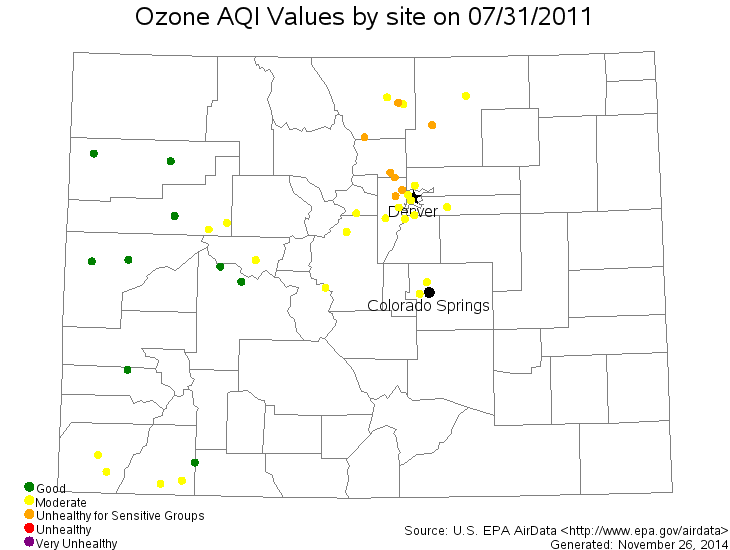 Ozone AQI Values by site on 07/31/2011
Denver
Colorado Springs
Good
Moderate
Unhealthy for Sensitive Groups
Unhealthy
Very Unhealthy
Source: U.S. EPA AirData <http://www.epa.gov/airdata>
Generated: November 26, 2014